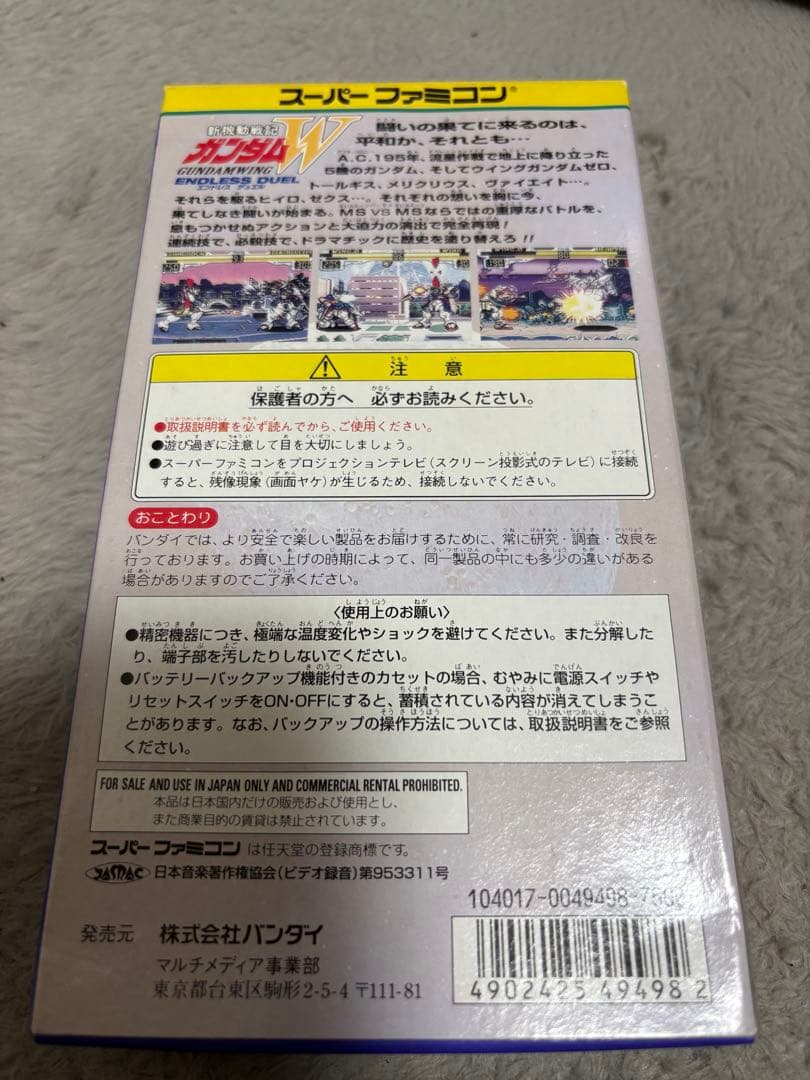 スーパーファミコン®
新機動戦記
ガンダムW
GUNDAMWING
ENDLESS DUEL
エンドレス デュエル
闘いの果てに来るのは、
平和か、それとも…
A.C.195年、流星作戦で地上に降り立った
5機のガンダム、そしてウイングガンダムゼロ、
トールギス、メリクリウス、ヴァイエイト…。
それらを駆るヒイロ、ゼクス…。それぞれの想いを胸に今、
果てしなき闘いが始まる。MS VS MSならではの重厚なバトルを、
息もつかせぬアクションと大迫力の演出で完全再現!
連続技で、必殺技で、ドラマチックに歴史を塗り替えろ!!
注意
保護者の方へ 必ずお読みください。
●取扱説明書を必ず読んでから、ご使用ください。
●遊び過ぎに注意して目を大切にしましょう。
●スーパーファミコンをプロジェクションテレビ(スクリーン投影式のテレビ)に接続
すると、残像現象(画面ヤケ)が生じるため、接続しないでください。
おことわり
バンダイでは、より安全で楽しい製品をお届けするために、常に研究・調査・改良を
行っております。お買い上げの時期によって、同一製品の中にも多少の違いがある
場合がありますのでご了承ください。
〈使用上のお願い〉
●精密機器につき、極端な温度変化やショックを避けてください。また分解した
り、端子部を汚したりしないでください。
●バッテリーバックアップ機能付きのカセットの場合、むやみに電源スイッチや
リセットスイッチをON・OFFにすると、蓄積されている内容が消えてしまうこ
とがあります。なお、バックアップの操作方法については、取扱説明書をご参照
ください。
FOR SALE AND USE IN JAPAN ONLY AND COMMERCIAL RENTAL PROHIBITED.
本品は日本国内だけの販売および使用とし、
また商業目的の賃貸は禁止されています。
スーパーファミコンは任天堂の登録商標です。
JASRAC 日本音楽著作権協会(ビデオ録音)第953311号
104017-0049498-
発売元 株式会社バンダイ
マルチメディア事業部
東京都台東区駒形2-5-4 〒111-81
4902425 494982